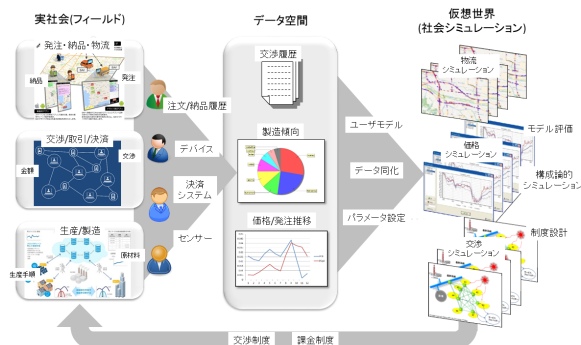 実社会(フィールド)
データ空間
仮想世界
(社会シミュレーション)
発注・納品・物流
納品
発注
交渉/取引/決済
金額
交渉
生産/製造
生産手順
原材料
注文/納品履歴
デバイス
決済
システム
センサー
交渉履歴
製造傾向
価格/発注推移
ユーザモデル
データ同化
パラメータ設定
物流
シミュレーション
モデル評価
価格
シミュレーション
構成論的
シミュレーション
制度設計
交渉
シミュレーション
交渉制度
課金制度